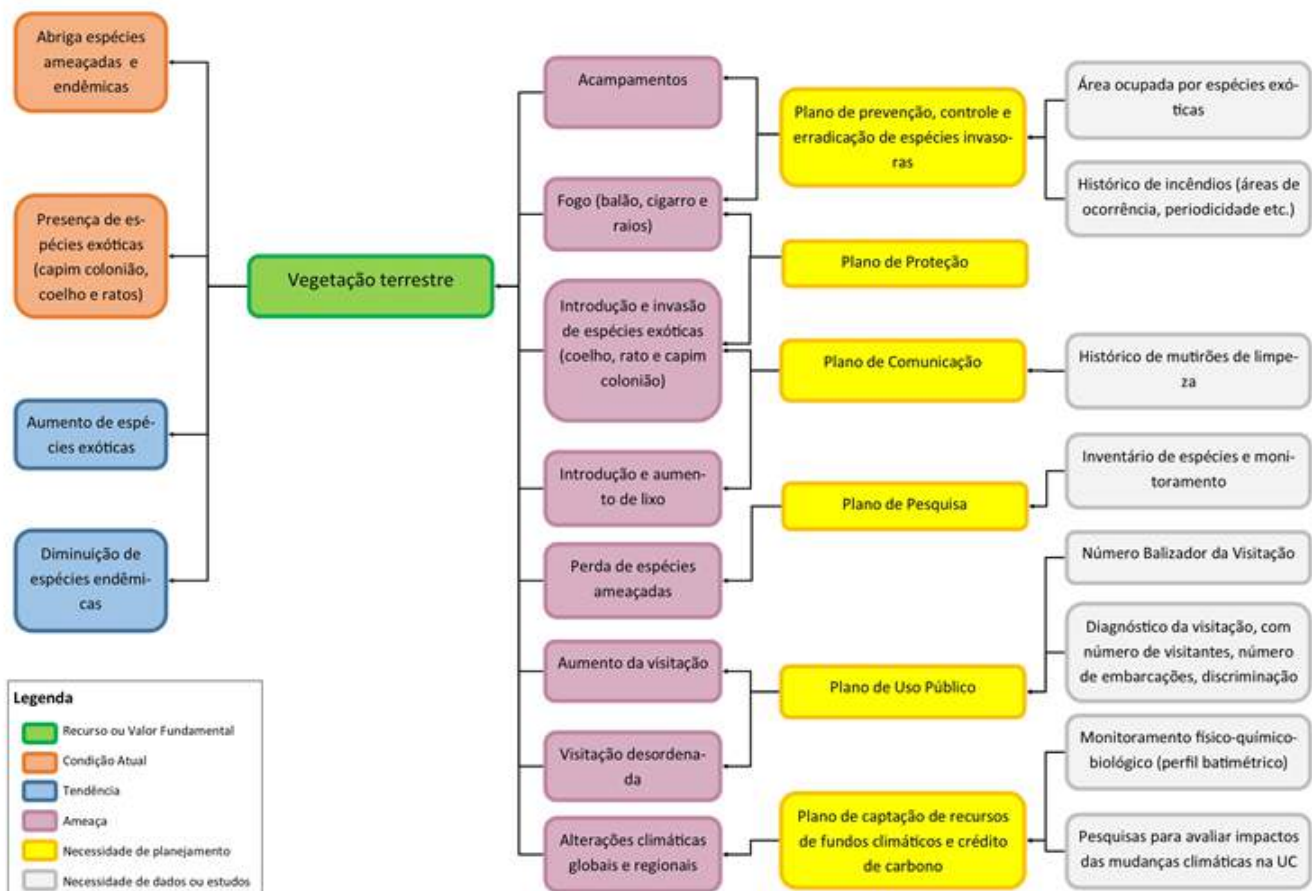 Abriga espécies
ameaçadas e
endêmicas
Presença de es-
pécies exóticas
(capim colonião,
coelho e ratos)
Aumento de espé-
cies exóticas
Diminuição de
espécies endêmi-
cas
Vegetação terrestre
Acampamentos
Fogo (balão, cigarro e
raios)
Introdução e invasão
de espécies exóticas
(coelho, rato e capim
colonião)
Introdução e aumen-
to de lixo
Perda de espécies
ameaçadas
Aumento da visitação
Visitação desordena-
da
Alterações climáticas
globais e regionais
Plano de prevenção, controle e
erradicação de espécies invaso-
ras
Plano de Proteção
Plano de Comunicação
Plano de Pesquisa
Plano de Uso Público
Plano de captação de recursos
de fundos climáticos e crédito
de carbono
Área ocupada por espécies exó-
ticas
Histórico de incêndios (áreas de
ocorrência, periodicidade etc.)
Histórico de mutirões de limpe-
za
Inventário de espécies e moni-
toramento
Número Balizador da Visitação
Diagnóstico da visitação, com
número de visitantes, número
de embarcações, discriminação
Monitoramento físico-químico-
biológico (perfil batimétrico)
Pesquisas para avaliar impactos
das mudanças climáticas na UC
Legenda
Recurso ou Valor Fundamental
Condição Atual
Tendência
Ameaça
Necessidade de planejamento
Necessidade de dados ou estudos